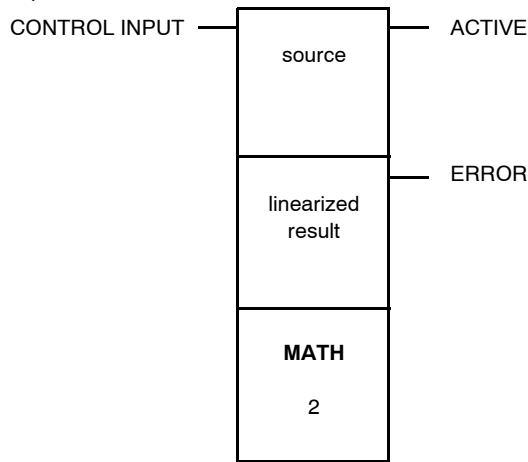 CONTROL INPUT
source
ACTIVE
ERROR
linearized
result
MATH
2